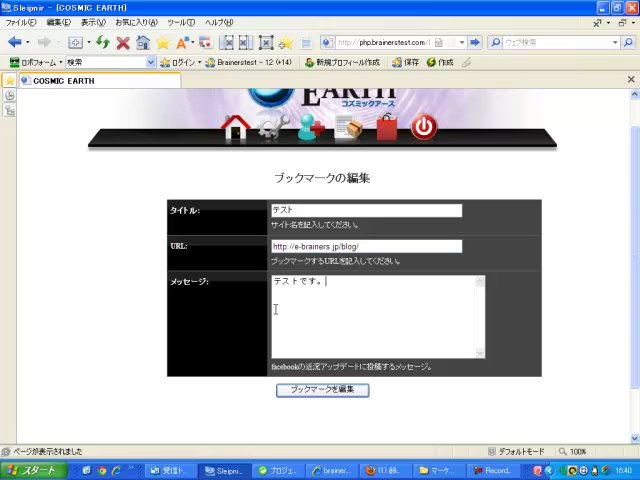 Sleipnir - [COSMIC EARTH]
ファイル(F) 編集(E) 表示(V) お気に入り(A) ツール(T) ヘルプ(H)
http://php.brainerstest.com/ ウェブ検索
ロボフォーム 検索 ログイン Brainerstest - 12 (+14) 新規プロフィール作成 保存 作成
COSMIC EARTH
EARTH
コズミックアース
ブックマークの編集
タイトル: テスト
サイト名を記入してください。
URL: http://e-brainers.jp/blog/
ブックマークするURLを記入してください。
メッセージ: テストです。
facebookの近況アップデートに投稿するメッセージ。
ブックマークを編集
ページが表示されました デフォルトモード 100%
スタート 受信ト... Sleipni... プロジェ... brainer... マーケ... Record... 16:40